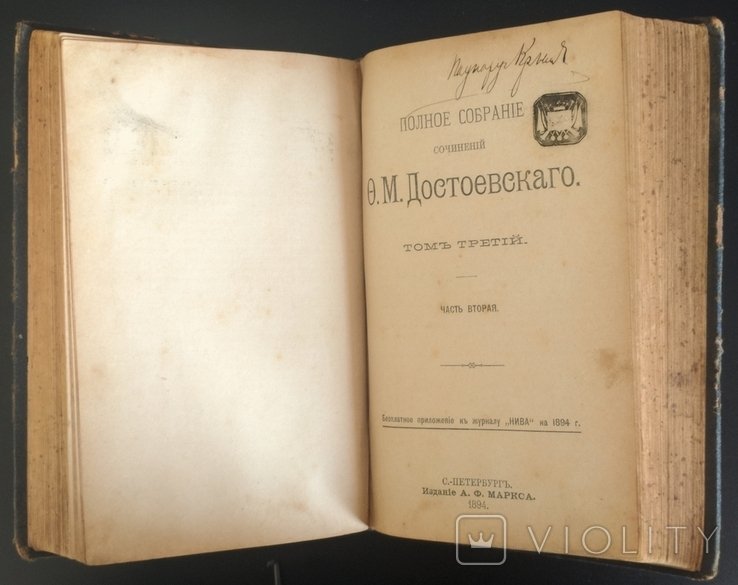 ПОЛНОЕ СОБРАНІЕ
СОЧИНЕНІЙ
Ѳ. М. Достоевскаго.
ТОМЪ ТРЕТІЙ.
ЧАСТЬ ВТОРАЯ.
Безплатное приложеніе къ журналу „НИВА" на 1894 г.
С.-ПЕТЕРБУРГЪ.
Изданіе А. Ф. МАРКСА.
1894.
VIOLITY